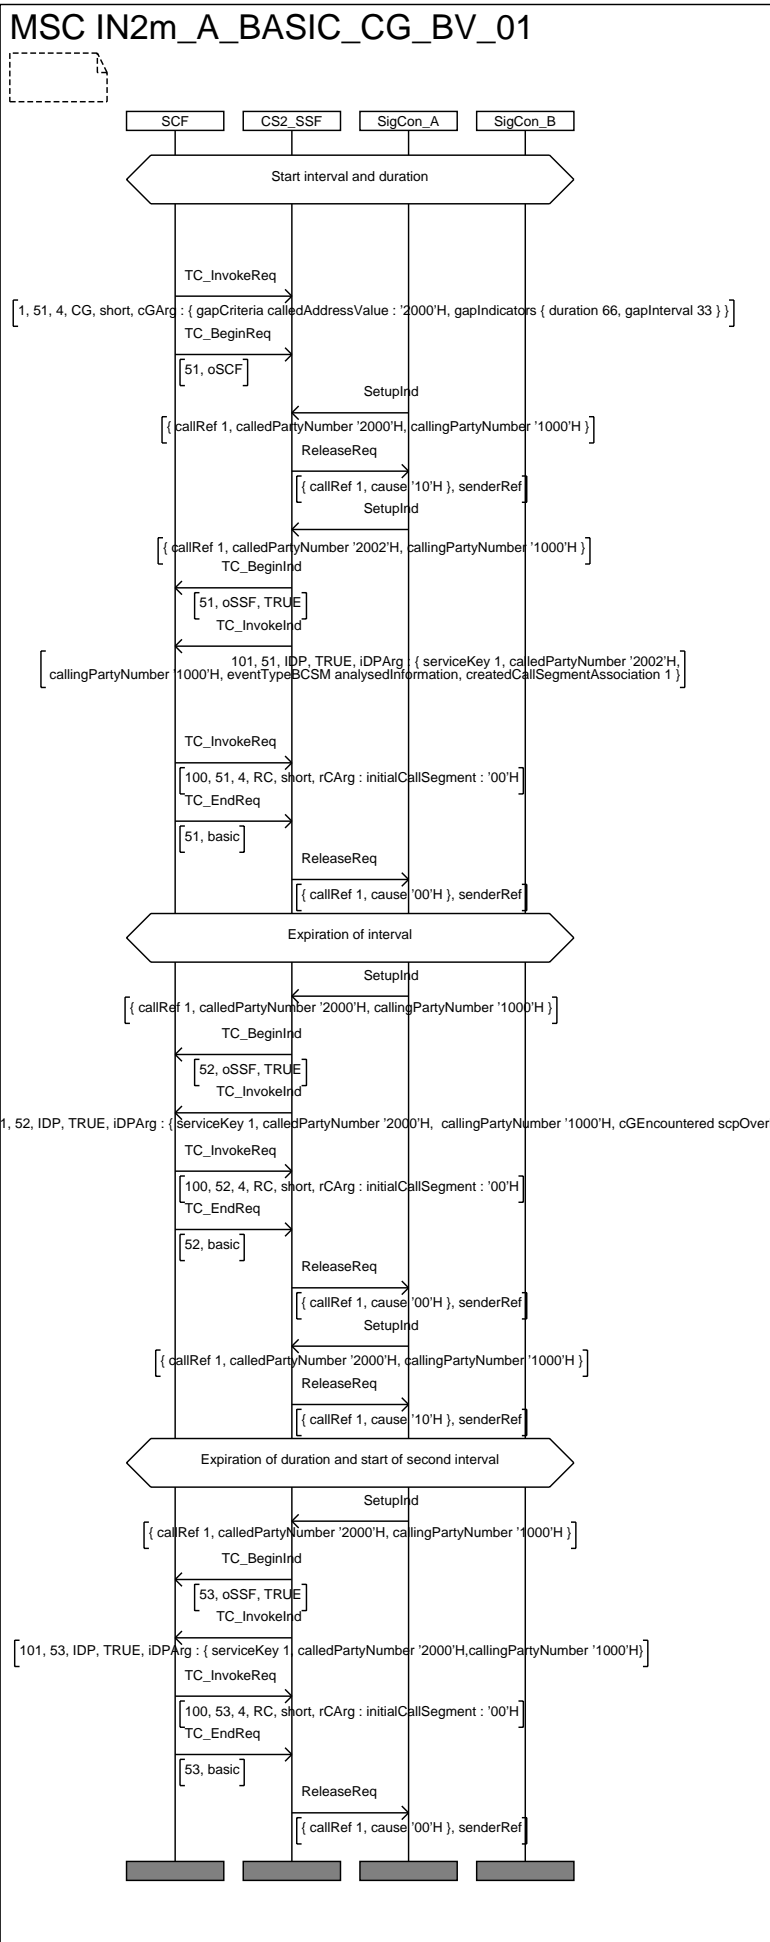 MSC IN2m_A_BASIC_CG_BV_01
SCF CS2_SSF SigCon_A SigCon_B
Start interval and duration
TC_InvokeReq
1, 51, 4, CG, short, cGArg : { gapCriteria calledAddressValue : '2000'H, gapIndicators { duration 66, gapInterval 33 } }
TC_BeginReq
51, oSCF
SetupInd
{ callRef 1, calledPartyNumber '2000'H, callingPartyNumber '1000'H }
ReleaseReq
{ callRef 1, cause '10'H }, senderRef
SetupInd
{ callRef 1, calledPartyNumber '2002'H, callingPartyNumber '1000'H }
TC_BeginInd
51, oSSF, TRUE
TC_InvokeInd
101, 51, IDP, TRUE, iDPArg : { serviceKey 1, calledPartyNumber '2002'H,
callingPartyNumber '1000'H, eventTypeBCSM analysedInformation, createdCallSegmentAssociation 1 }
TC_InvokeReq
100, 51, 4, RC, short, rCArg : initialCallSegment : '00'H
TC_EndReq
51, basic
ReleaseReq
{ callRef 1, cause '00'H }, senderRef
Expiration of interval
SetupInd
{ callRef 1, calledPartyNumber '2000'H, callingPartyNumber '1000'H }
TC_BeginInd
52, oSSF, TRUE
TC_InvokeInd
1, 52, IDP, TRUE, iDPArg : { serviceKey 1, calledPartyNumber '2000'H, callingPartyNumber '1000'H, cGEncountered scpOver
TC_InvokeReq
100, 52, 4, RC, short, rCArg : initialCallSegment : '00'H
TC_EndReq
52, basic
ReleaseReq
{ callRef 1, cause '00'H }, senderRef
SetupInd
{ callRef 1, calledPartyNumber '2000'H, callingPartyNumber '1000'H }
ReleaseReq
{ callRef 1, cause '10'H }, senderRef
Expiration of duration and start of second interval
SetupInd
{ callRef 1, calledPartyNumber '2000'H, callingPartyNumber '1000'H }
TC_BeginInd
53, oSSF, TRUE
TC_InvokeInd
101, 53, IDP, TRUE, iDPArg : { serviceKey 1, calledPartyNumber '2000'H,callingPartyNumber '1000'H}
TC_InvokeReq
100, 53, 4, RC, short, rCArg : initialCallSegment : '00'H
TC_EndReq
53, basic
ReleaseReq
{ callRef 1, cause '00'H }, senderRef